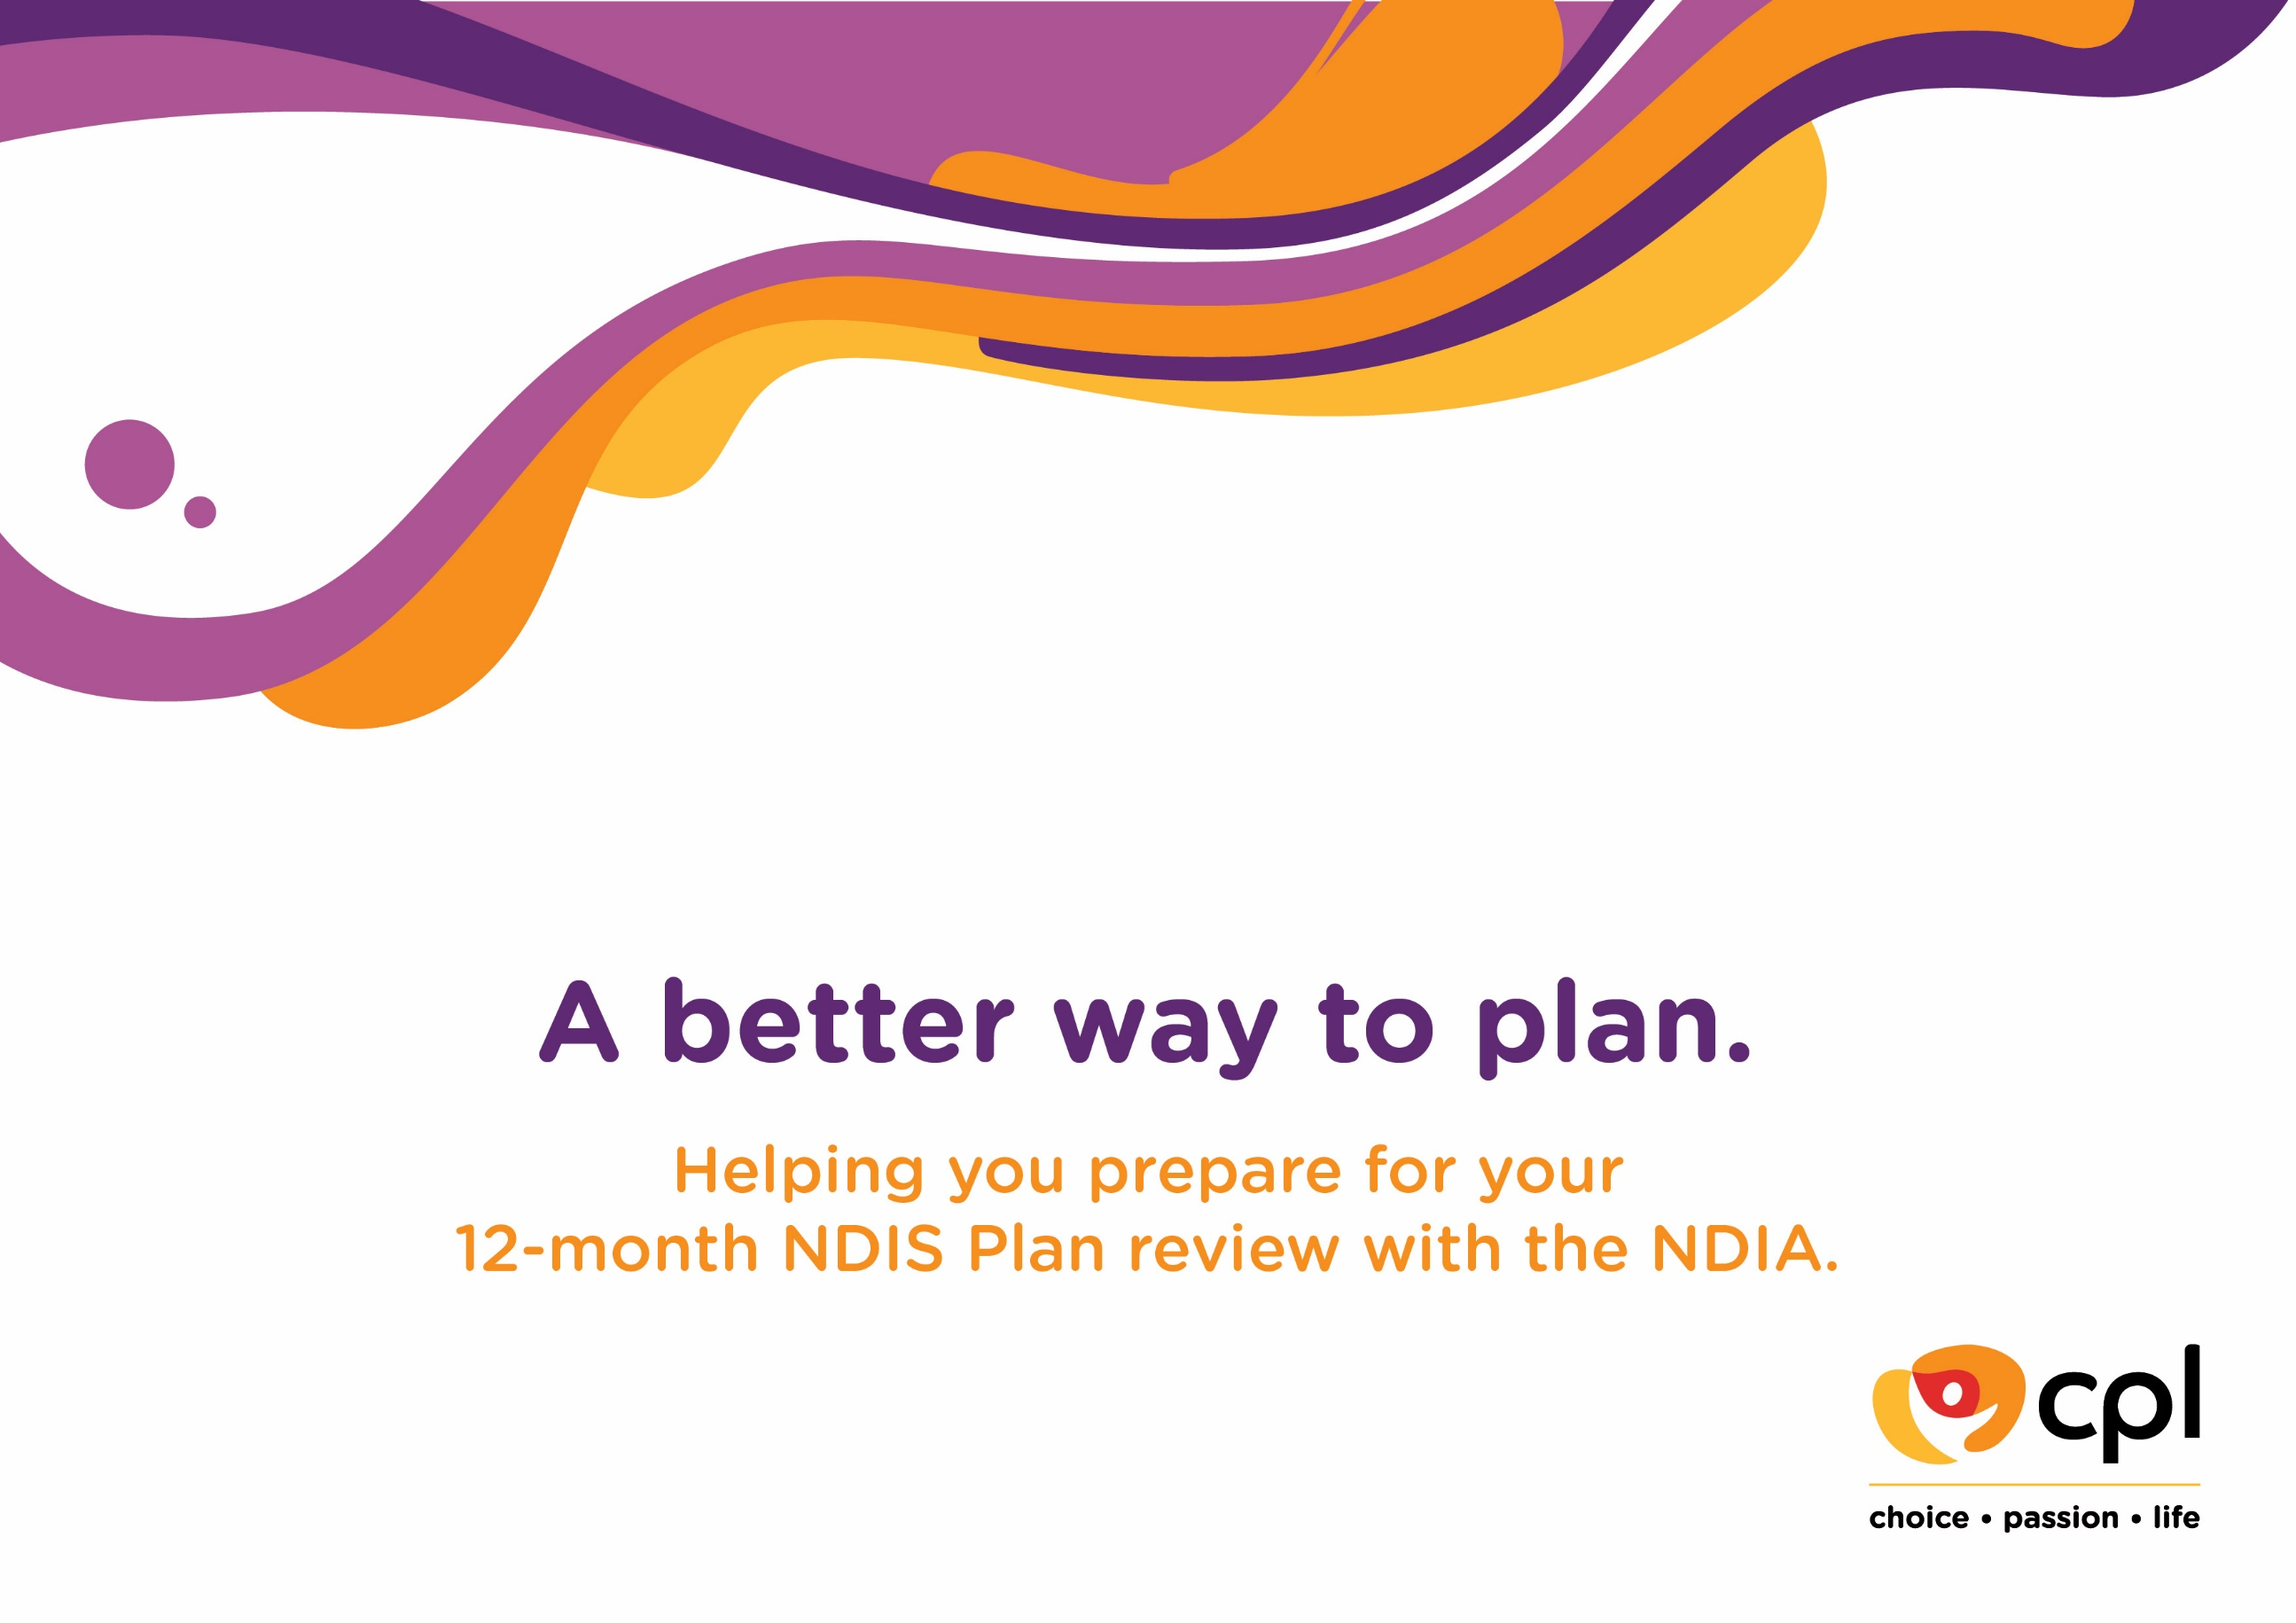 A better way to plan.
Helping you prepare for your
12-month NDIS Plan review with the NDIA.
cpl
choice • passion • life